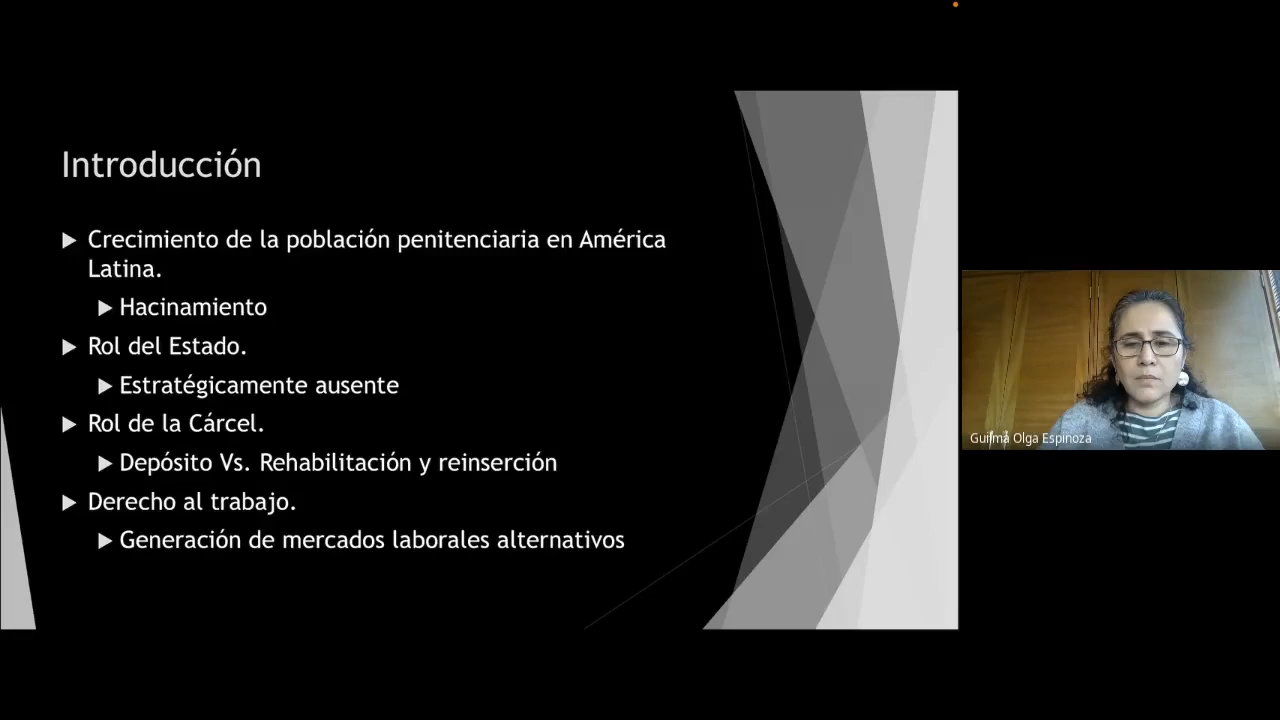 Introducción
Crecimiento de la población penitenciaria en América
Latina.
Hacinamiento
Rol del Estado.
Estratégicamente ausente
Rol de la Cárcel.
Depósito Vs. Rehabilitación y reinserción
Derecho al trabajo.
Generación de mercados laborales alternativos
Guilma Olga Espinoza